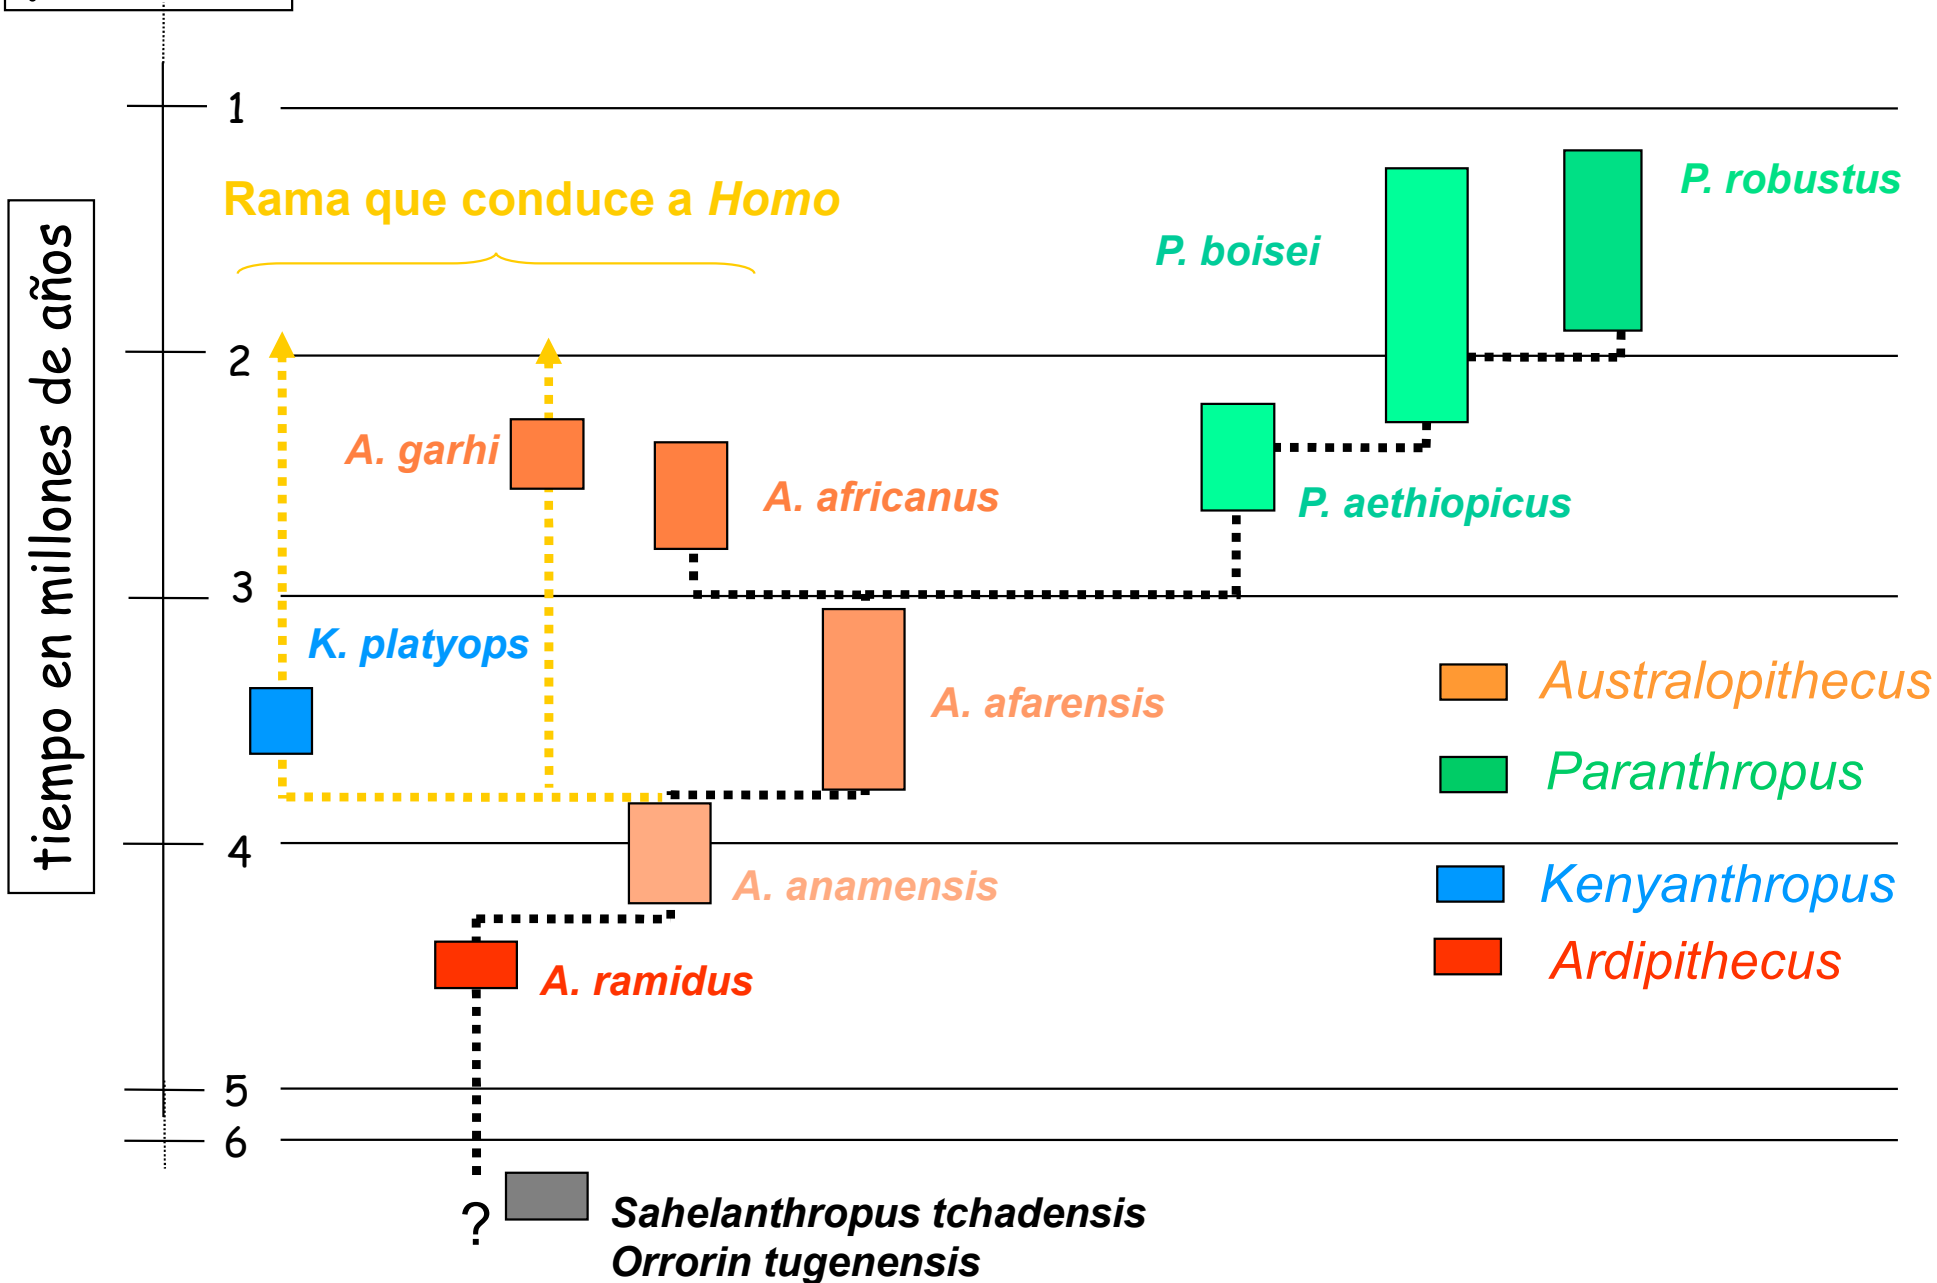 1
Rama que conduce a Homo
P. robustus
P. boisei
tiempo en millones de años
2
A. garhi
A. africanus
P. aethiopicus
3
K. platyops
A. afarensis
Australopithecus
Paranthropus
4
A. anamensis
Kenyanthropus
A. ramidus
Ardipithecus
5
6
?
Sahelanthropus tchadensis
Orrorin tugenensis